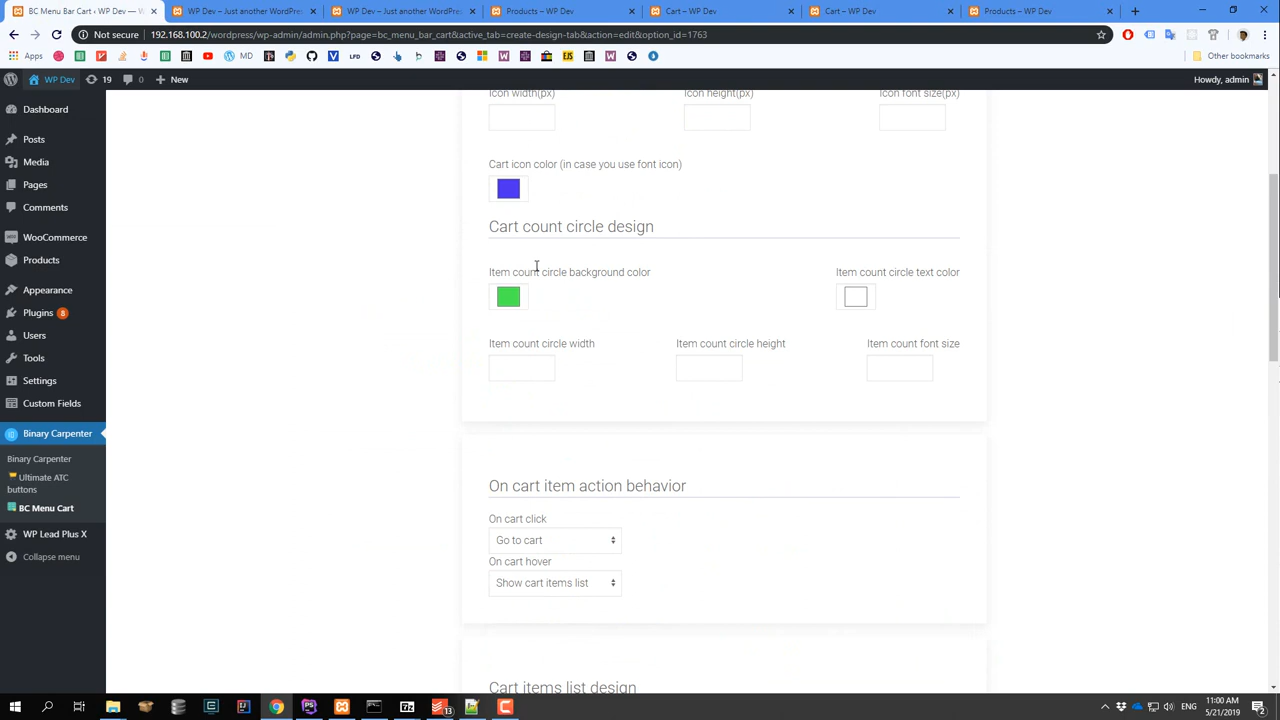 BC Menu Bar Cart ‹ WP Dev — W
WP Dev – Just another WordPres
WP Dev – Just another WordPres
Products – WP Dev
Cart – WP Dev
Cart – WP Dev
Products – WP Dev
Not secure
192.168.100.2/wordpress/wp-admin/admin.php?page=bc_menu_bar_cart&active_tab=create-design-tab&action=edit&option_id=1763
Apps
MD
LFD
Other bookmarks
WP Dev
19
0
New
Howdy, admin
Dashboard
Posts
Media
Pages
Comments
WooCommerce
Products
Appearance
Plugins 8
Users
Tools
Settings
Custom Fields
Binary Carpenter
Binary Carpenter
Ultimate ATC
buttons
BC Menu Cart
WP Lead Plus X
Collapse menu
Icon width(px)
Icon height(px)
Icon font size(px)
Cart icon color (in case you use font icon)
Cart count circle design
Item count circle background color
Item count circle text color
Item count circle width
Item count circle height
Item count font size
On cart item action behavior
On cart click
Go to cart
On cart hover
Show cart items list
Cart items list design
13
ENG
11:00 AM
5/21/2019
2